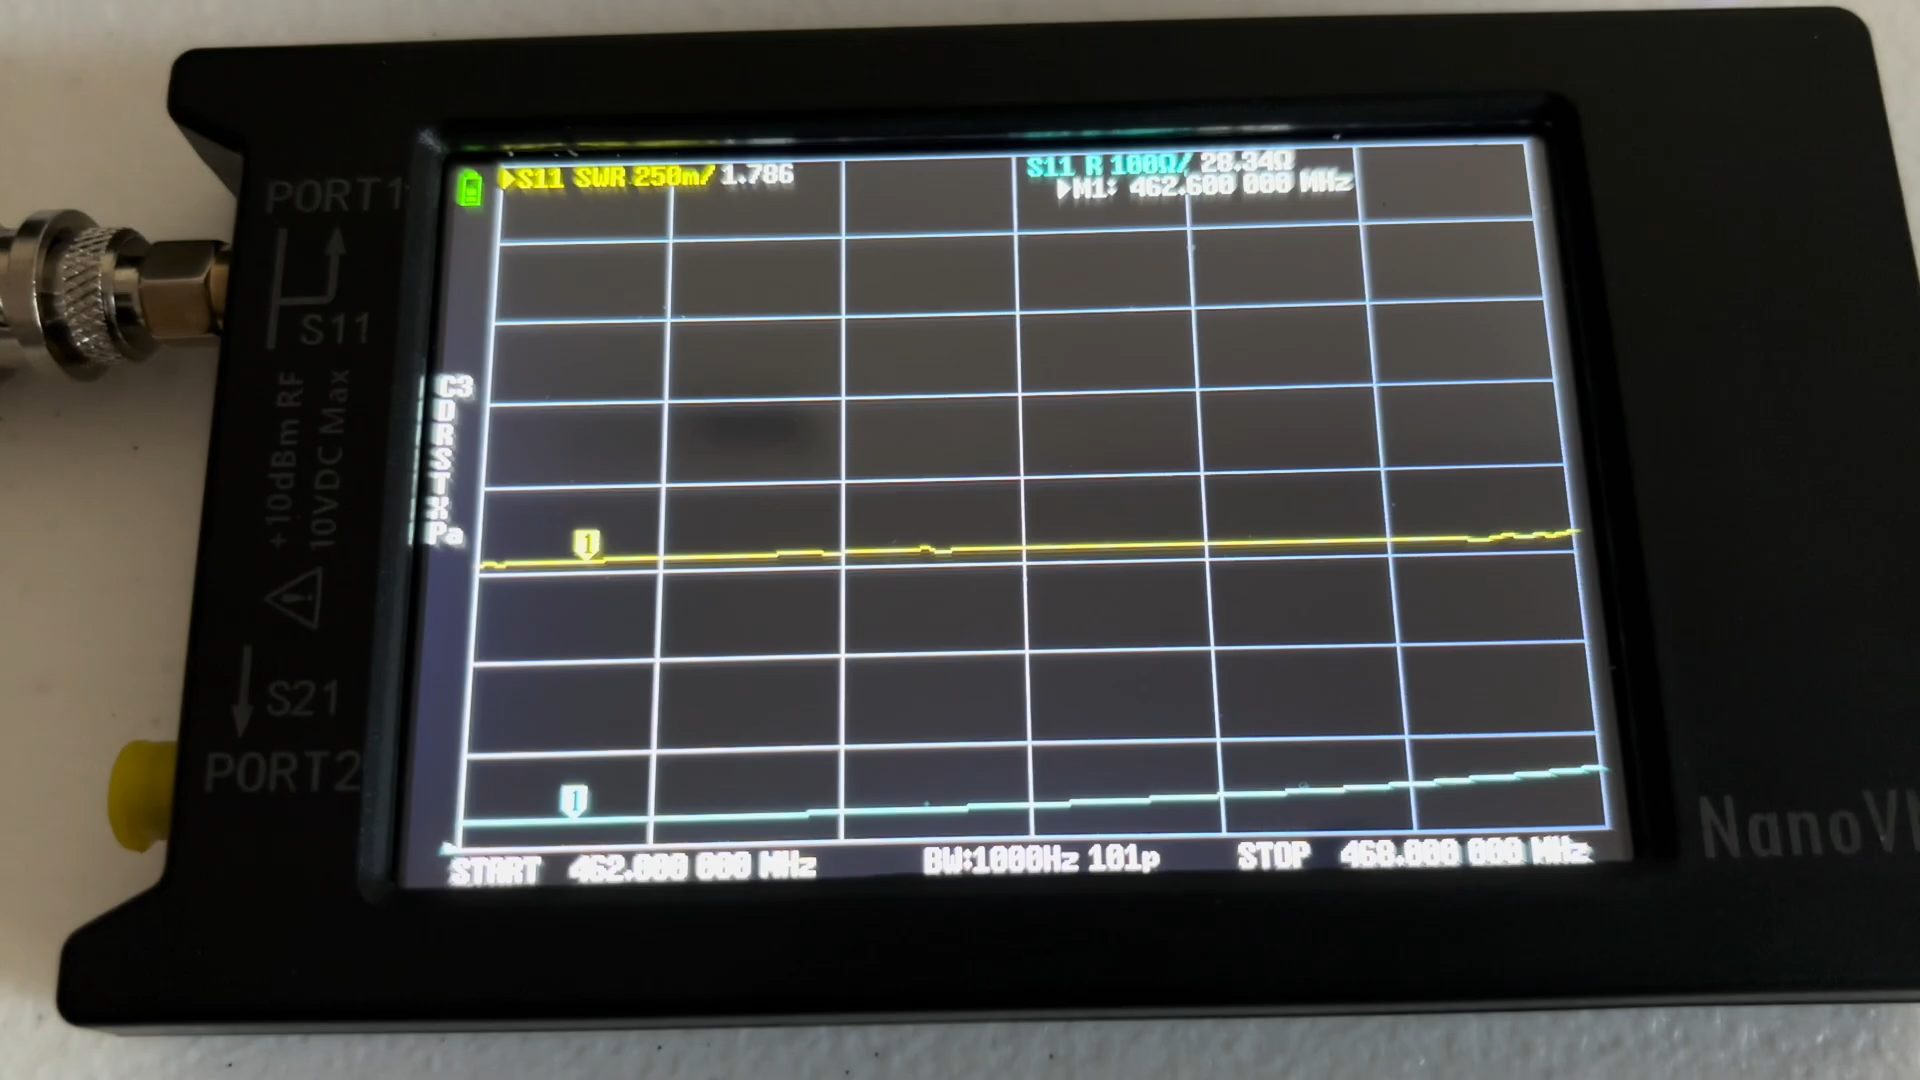 S11 SWR 250m/ 1.786
S11 R 100Ω/ 28.34Ω
M1: 462.600 000 MHz
PORT1
S11
+10dBm RF
10VDC Max
C3
D
R
S
T
X
Pa
1
S21
PORT2
1
START 462.000 000 MHz
BW:1000Hz 101p
STOP 468.000 000 MHz